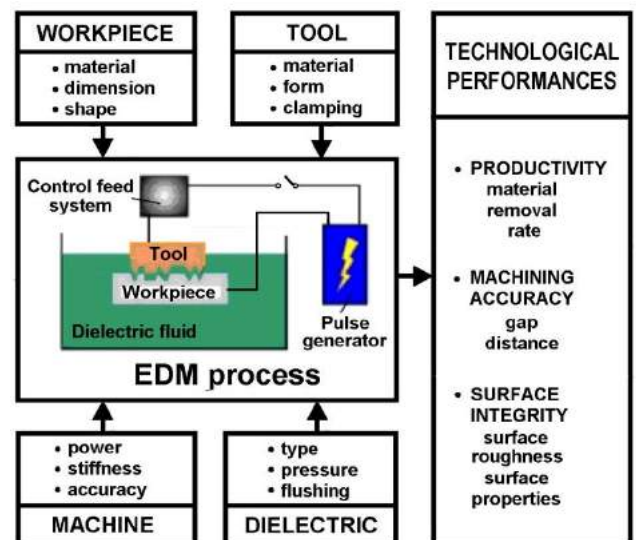 WORKPIECE
• material
• dimension
• shape
TOOL
• material
• form
• clamping
Control feed
system
Tool
Workpiece
Dielectric fluid
Pulse
generator
EDM process
• power
• stiffness
• accuracy
MACHINE
• type
• pressure
• flushing
DIELECTRIC
TECHNOLOGICAL
PERFORMANCES
• PRODUCTIVITY
material
removal
rate
• MACHINING
ACCURACY
gap
distance
• SURFACE
INTEGRITY
surface
roughness
surface
properties